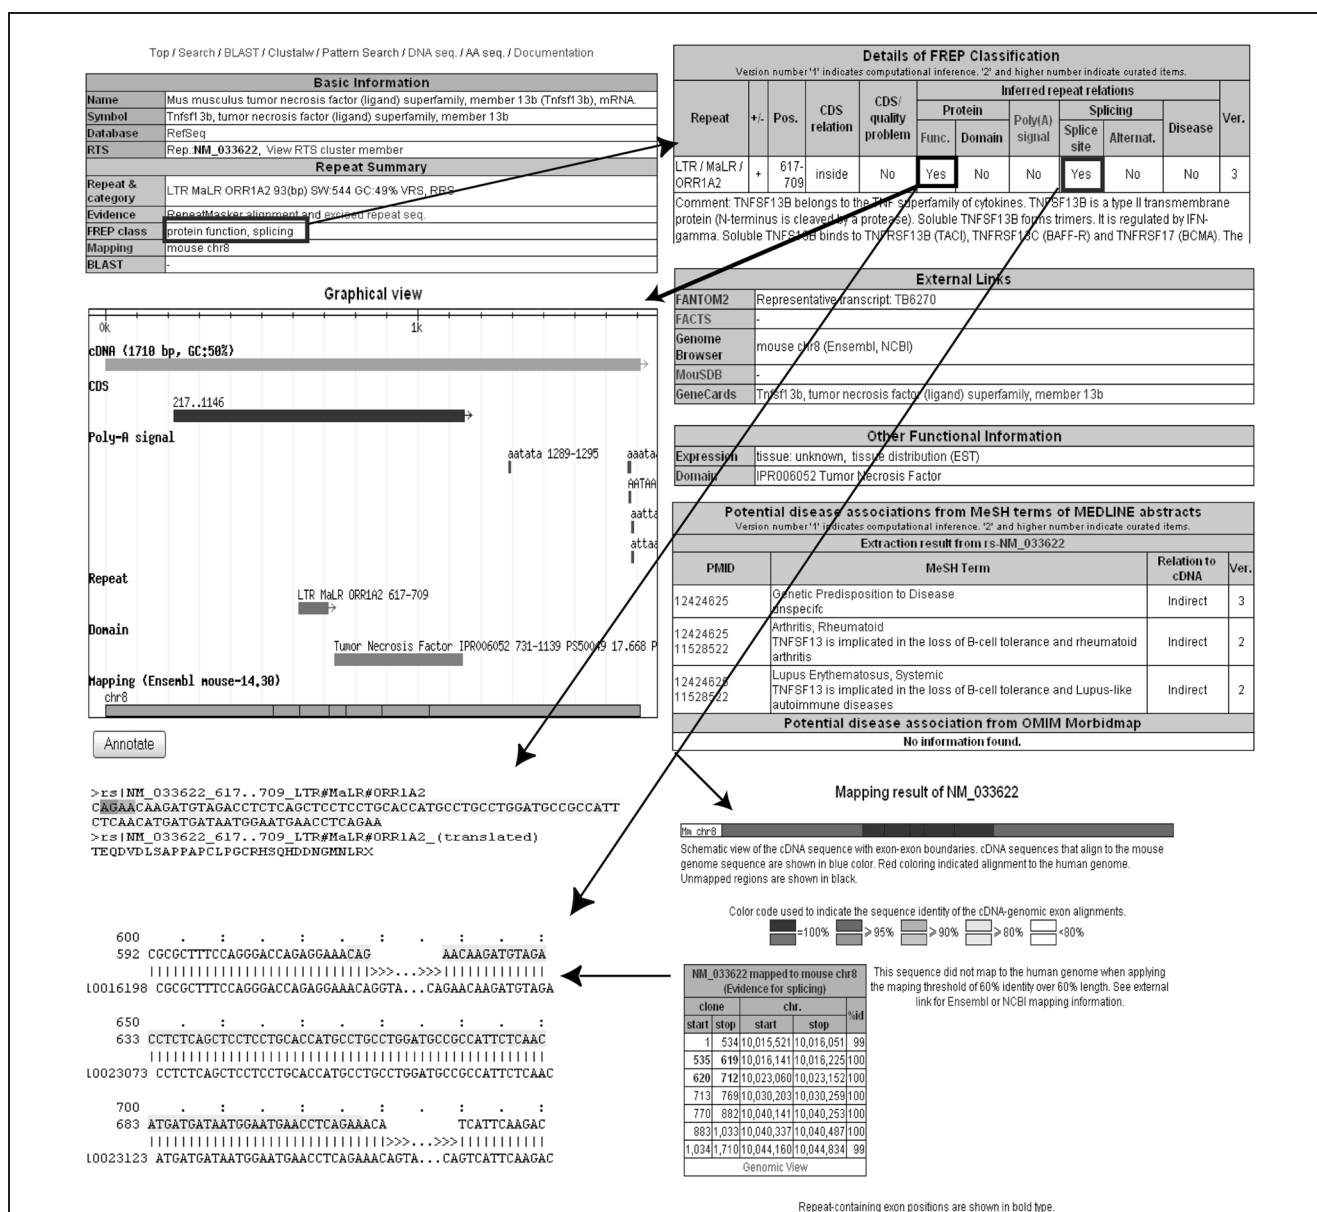 Top / Search / BLAST / Clustalw / Pattern Search / DNA seq. / AA seq. / Documentation
Basic Information
Name Mus musculus tumor necrosis factor (ligand) superfamily, member 13b (Tnfsf13b), mRNA.
Symbol Tnfsf13b, tumor necrosis factor (ligand) superfamily, member 13b
Database RefSeq
RTS Rep.:NM_033622, View RTS cluster member
Repeat Summary
Repeat & category LTR MaLR ORR1A2 93(bp) SW:544 GC:49% VRS, RRS
Evidence RepeatMasker alignment and excised repeat seq.
FREP class protein function, splicing
Mapping mouse chr8
BLAST -
Graphical view
0k 1k
cDNA (1710 bp, GC:50%)
CDS
217..1146
Poly-A signal
aatata 1289-1295 aaataa
AATAA
aatta
attaa
Repeat
LTR MaLR ORR1A2 617-709
Domain
Tumor Necrosis Factor IPR006052 731-1139 PS50049 17.668 P
Mapping (Ensembl mouse-14.30)
chr8
Annotate
>rs|NM_033622_617..709_LTR#MaLR#ORR1A2
CAGAACAAGATGTAGACCTCTCAGCTCCTCCTGCACCATGCCTGCCTGGATGCCGCCATT
CTCAACATGATGATAATGGAATGAACCTCAGAA
>rs|NM_033622_617..709_LTR#MaLR#ORR1A2_(translated)
TEQDVDLSAPPAPCLPGCRHSQHDDNGMNLRX
600 . : . : . : . : . :
592 CGCGCTTTCCAGGGACCAGAGGAAACAG AACAAGATGTAGA
||||||||||||||||||||||||||||>>>...>>>|||||||||||||
10016198 CGCGCTTTCCAGGGACCAGAGGAAACAGGTA...CAGAACAAGATGTAGA
650 . : . : . : . : . :
633 CCTCTCAGCTCCTCCTGCACCATGCCTGCCTGGATGCCGCCATTCTCAAC
||||||||||||||||||||||||||||||||||||||||||||||||||
10023073 CCTCTCAGCTCCTCCTGCACCATGCCTGCCTGGATGCCGCCATTCTCAAC
700 . : . : . : . : . :
683 ATGATGATAATGGAATGAACCTCAGAAACA TCATTCAAGAC
||||||||||||||||||||||||||||||>>>...>>>|||||||||||
10023123 ATGATGATAATGGAATGAACCTCAGAAACAGTA...CAGTCATTCAAGAC
Details of FREP Classification
Version number '1' indicates computational inference. '2' and higher number indicate curated items.
Repeat +/- Pos. CDS relation CDS/ quality problem Inferred repeat relations Ver.
Protein Poly(A) signal Splicing Disease
Func. Domain Splice site Alternat.
LTR / MaLR / ORR1A2 + 617-709 inside No Yes No No Yes No No 3
Comment: TNFSF13B belongs to the TNF superfamily of cytokines. TNFSF13B is a type II transmembrane
protein (N-terminus is cleaved by a protease). Soluble TNFSF13B forms trimers. It is regulated by IFN-
gamma. Soluble TNFS13B binds to TNFRSF13B (TACI), TNFRSF13C (BAFF-R) and TNFRSF17 (BCMA). The
External Links
FANTOM2 Representative transcript: TB6270
FACTS -
Genome Browser mouse chr8 (Ensembl, NCBI)
MouSDB -
GeneCards Tnfsf13b, tumor necrosis factor (ligand) superfamily, member 13b
Other Functional Information
Expression tissue: unknown, tissue distribution (EST)
Domain IPR006052 Tumor Necrosis Factor
Potential disease associations from MeSH terms of MEDLINE abstracts
Version number '1' indicates computational inference. '2' and higher number indicate curated items.
Extraction result from rs-NM_033622
PMID MeSH Term Relation to cDNA Ver.
12424625 Genetic Predisposition to Disease unspecifc Indirect 3
12424625 11528522 Arthritis, Rheumatoid TNFSF13 is implicated in the loss of B-cell tolerance and rheumatoid arthritis Indirect 2
12424625 11528522 Lupus Erythematosus, Systemic TNFSF13 is implicated in the loss of B-cell tolerance and Lupus-like autoimmune diseases Indirect 2
Potential disease association from OMIM Morbidmap
No information found.
Mapping result of NM_033622
Mm chr8
Schematic view of the cDNA sequence with exon-exon boundaries. cDNA sequences that align to the mouse
genome sequence are shown in blue color. Red coloring indicated alignment to the human genome.
Unmapped regions are shown in black.
Color code used to indicate the sequence identity of the cDNA-genomic exon alignments.
=100% ≥95% ≥90% ≥80% <80%
NM_033622 mapped to mouse chr8
(Evidence for splicing)
clone chr. %id
start stop start stop
1 534 10,015,521 10,016,051 99
535 619 10,016,141 10,016,225 100
620 712 10,023,060 10,023,152 100
713 769 10,030,203 10,030,259 100
770 882 10,040,141 10,040,253 100
883 1,033 10,040,337 10,040,487 100
1,034 1,710 10,044,160 10,044,834 99
Genomic View
This sequence did not map to the human genome when applying
the maping threshold of 60% identity over 60% length. See external
link for Ensembl or NCBI mapping information.
Repeat-containing exon positions are shown in bold type.